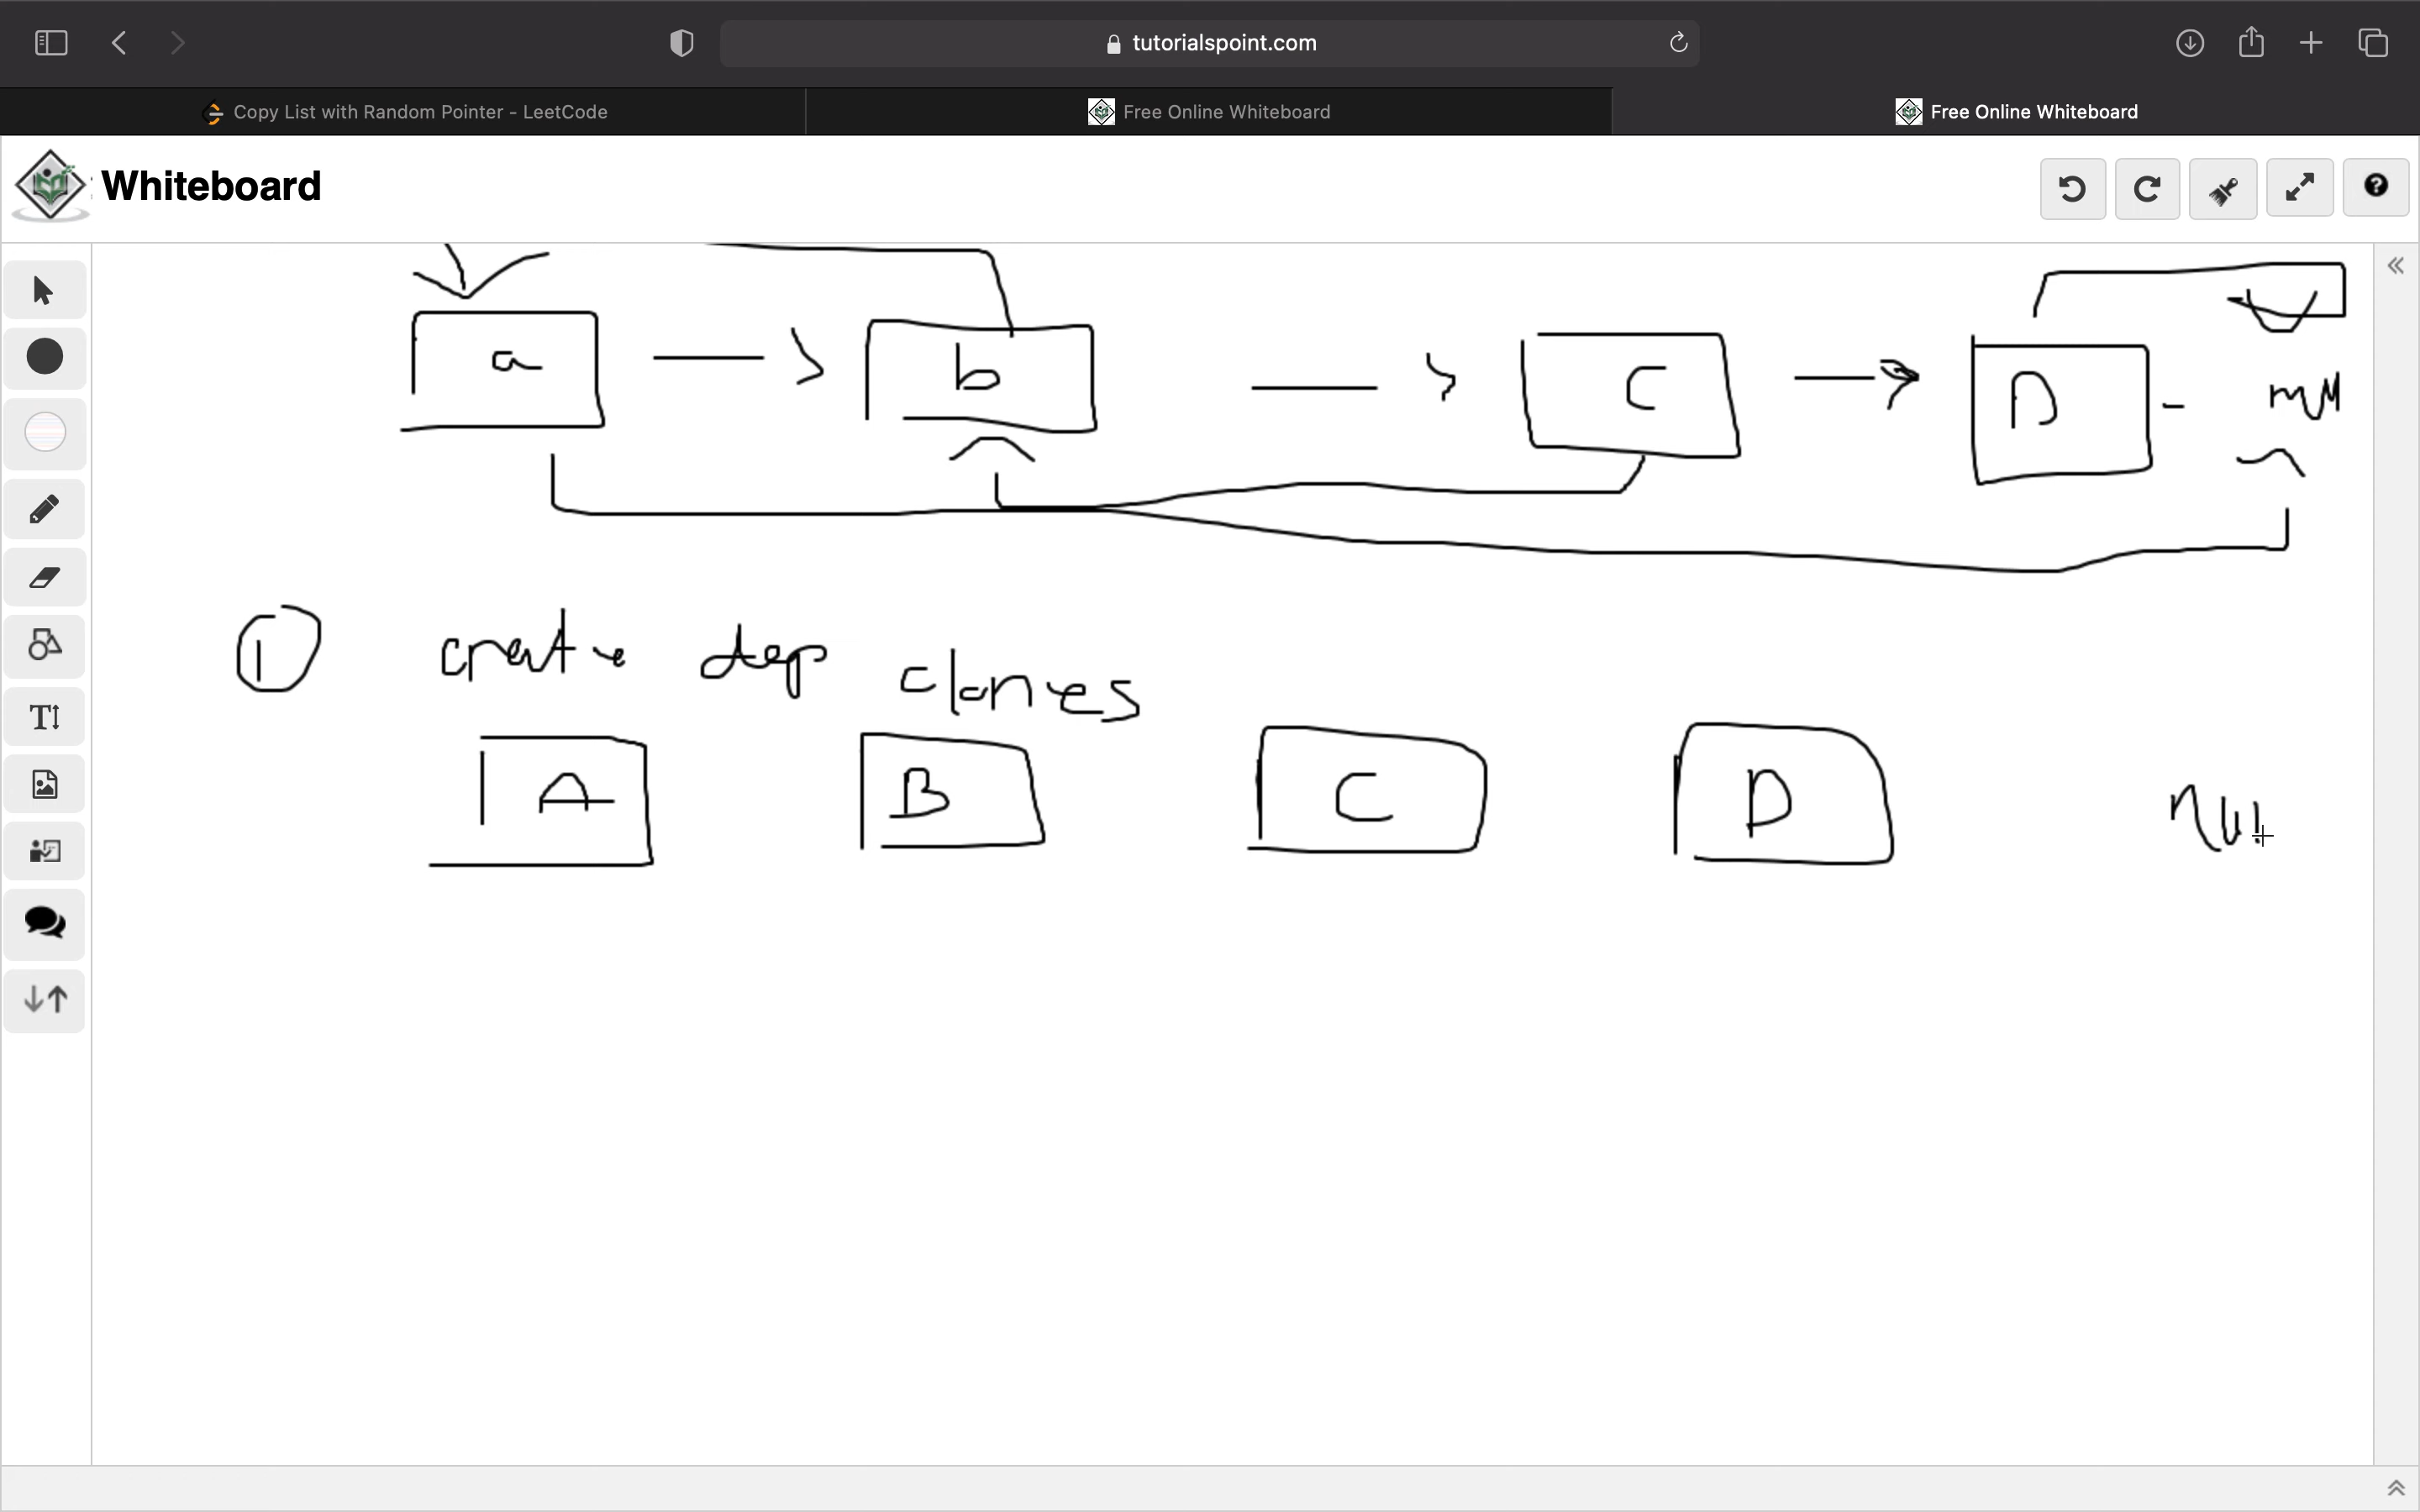 tutorialspoint.com
Copy List with Random Pointer - LeetCode
Free Online Whiteboard
Free Online Whiteboard
Whiteboard
a b C D
1 create dep clones
A B C D nul